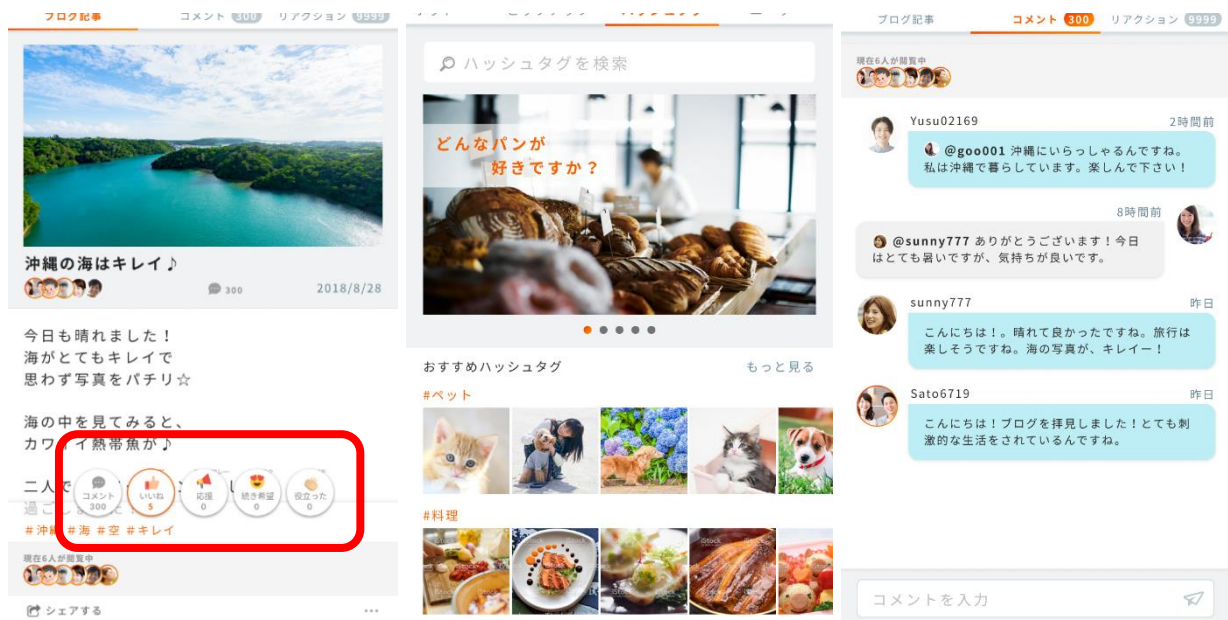 ブログ記事
コメント 300
リアクション 9999
沖縄の海はキレイ♪
300
2018/8/28
今日も晴れました！
海がとてもキレイで
思わず写真をパチリ☆
海の中を見てみると、
カワイイ熱帯魚が♪
二人で
コメント
300
いいね
5
応援
0
続き希望
0
役立った
0
#沖縄 #海 #空 #キレイ
現在6人が閲覧中
シェアする
ハッシュタグを検索
どんなパンが
好きですか？
おすすめハッシュタグ
もっと見る
#ペット
#料理
iStock
iStock
iStock
ブログ記事
コメント 300
リアクション 9999
現在6人が閲覧中
Yusu02169
2時間前
@goo001 沖縄にいらっしゃるんですね。
私は沖縄で暮らしています。楽しんで下さい！
8時間前
@sunny777 ありがとうございます！今日
はとても暑いですが、気持ちが良いです。
sunny777
昨日
こんにちは！。晴れて良かったですね。旅行は
楽しそうですね。海の写真が、キレイー！
Sato6719
昨日
こんにちは！ブログを拝見しました！とても刺
激的な生活をされているんですね。
コメントを入力